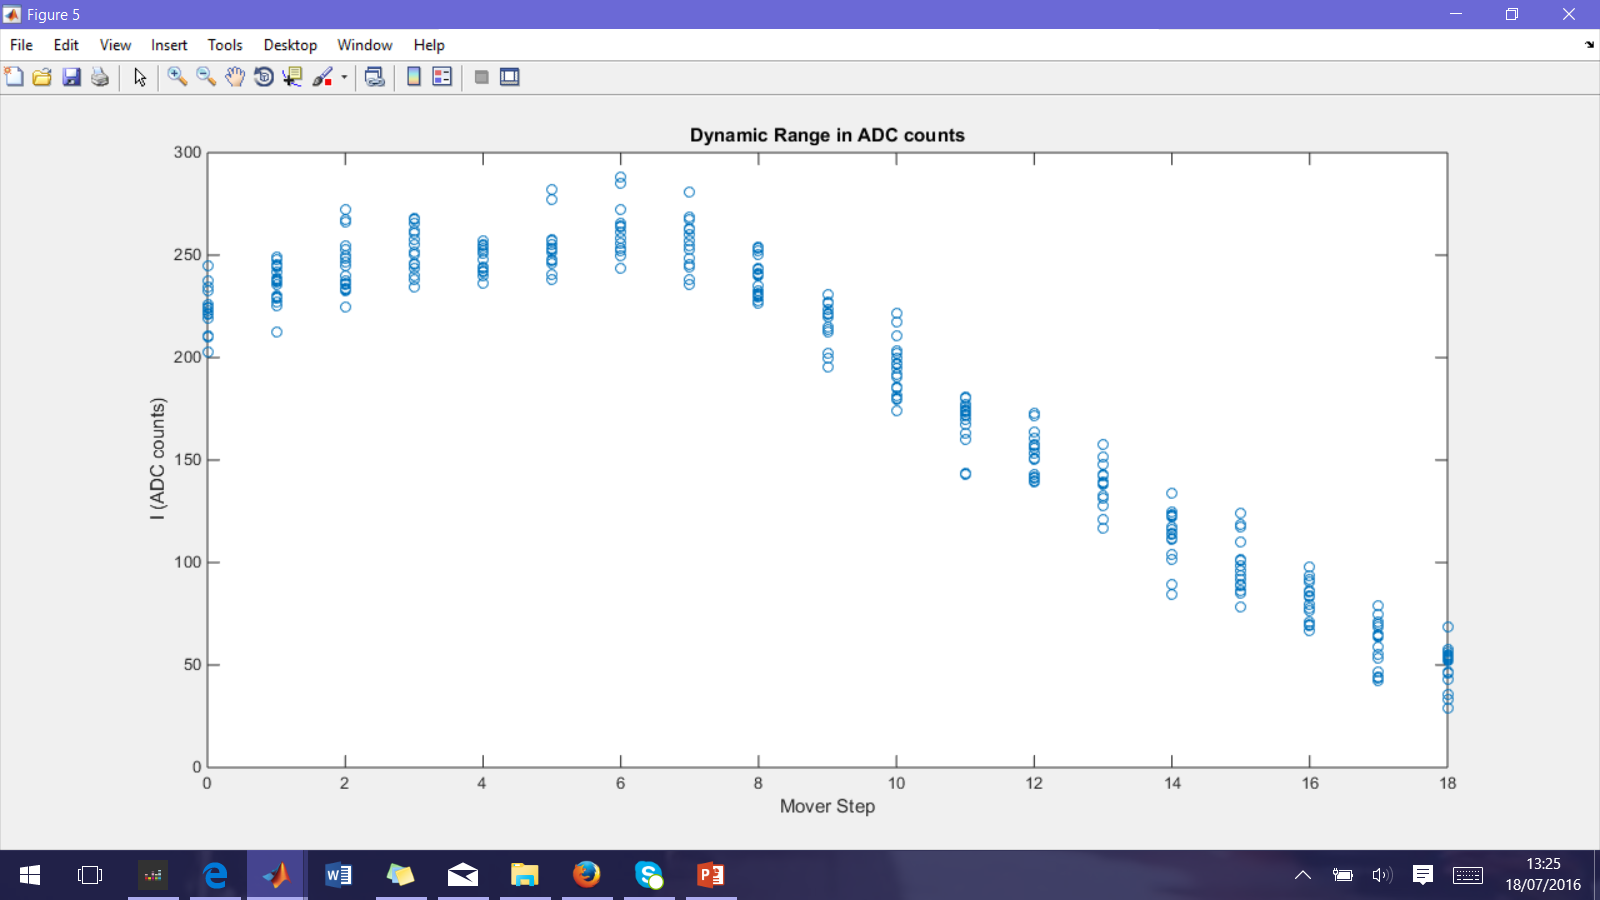 Figure 5
File Edit View Insert Tools Desktop Window Help
Dynamic Range in ADC counts
300
250
200
150
100
50
0
I (ADC counts)
0 2 4 6 8 10 12 14 16 18
Mover Step
13:25
18/07/2016